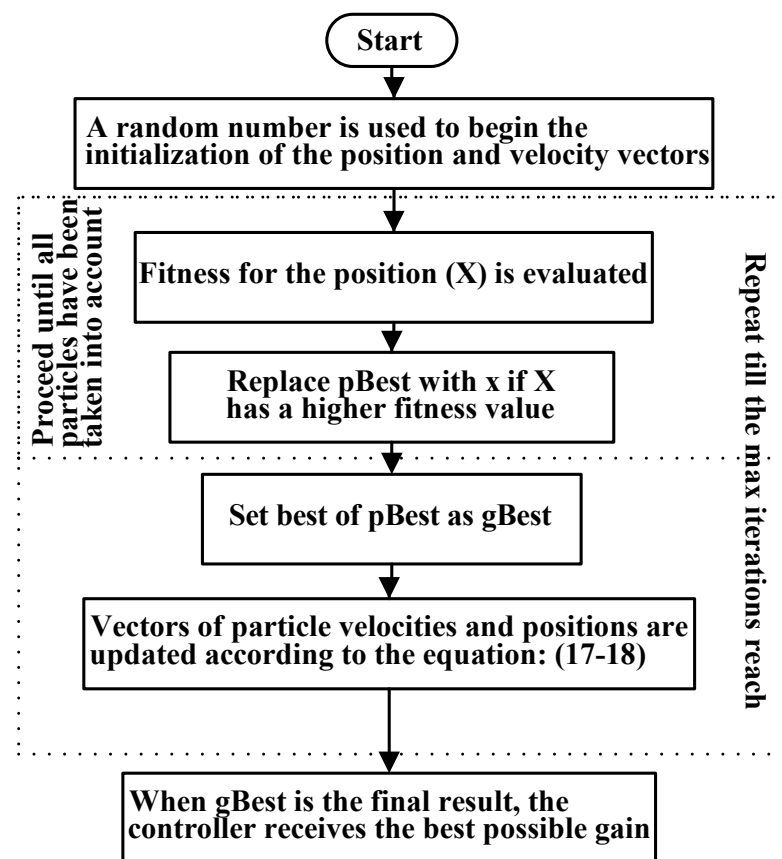 Start
A random number is used to begin the
initialization of the position and velocity vectors
Proceed until all
particles have been
taken into account
Fitness for the position (X) is evaluated
Replace pBest with x if X
has a higher fitness value
Repeat till the max iterations reach
Set best of pBest as gBest
Vectors of particle velocities and positions are
updated according to the equation: (17-18)
When gBest is the final result, the
controller receives the best possible gain